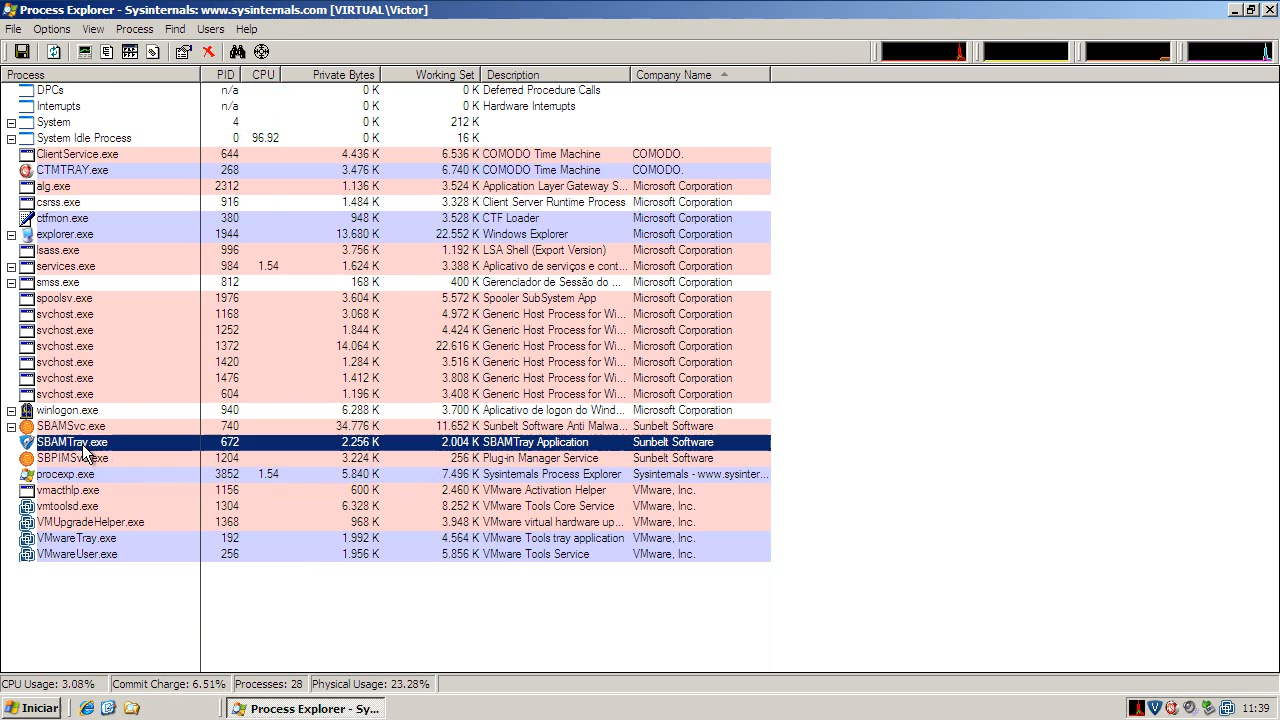 Process Explorer - Sysinternals: www.sysinternals.com [VIRTUAL\Victor]
File Options View Process Find Users Help
Process PID CPU Private Bytes Working Set Description Company Name
DPCs n/a 0 K 0 K Deferred Procedure Calls
Interrupts n/a 0 K 0 K Hardware Interrupts
System 4 0 K 212 K
System Idle Process 0 96.92 0 K 16 K
ClientService.exe 644 4.436 K 6.536 K COMODO Time Machine COMODO.
CTMTRAY.exe 268 3.476 K 6.740 K COMODO Time Machine COMODO.
alg.exe 2312 1.136 K 3.524 K Application Layer Gateway S... Microsoft Corporation
csrss.exe 916 1.484 K 3.328 K Client Server Runtime Process Microsoft Corporation
ctfmon.exe 380 948 K 3.528 K CTF Loader Microsoft Corporation
explorer.exe 1944 13.680 K 22.552 K Windows Explorer Microsoft Corporation
lsass.exe 996 3.756 K 1.192 K LSA Shell (Export Version) Microsoft Corporation
services.exe 984 1.54 1.624 K 3.388 K Aplicativo de serviços e cont... Microsoft Corporation
smss.exe 812 168 K 400 K Gerenciador de Sessão do ... Microsoft Corporation
spoolsv.exe 1976 3.604 K 5.572 K Spooler SubSystem App Microsoft Corporation
svchost.exe 1168 3.068 K 4.972 K Generic Host Process for Wi... Microsoft Corporation
svchost.exe 1252 1.844 K 4.424 K Generic Host Process for Wi... Microsoft Corporation
svchost.exe 1372 14.064 K 22.616 K Generic Host Process for Wi... Microsoft Corporation
svchost.exe 1420 1.284 K 3.516 K Generic Host Process for Wi... Microsoft Corporation
svchost.exe 1476 1.412 K 3.808 K Generic Host Process for Wi... Microsoft Corporation
svchost.exe 604 1.196 K 3.408 K Generic Host Process for Wi... Microsoft Corporation
winlogon.exe 940 6.288 K 3.700 K Aplicativo de logon do Wind... Microsoft Corporation
SBAMSvc.exe 740 34.776 K 11.652 K Sunbelt Software Anti Malwa... Sunbelt Software
SBAMTray.exe 672 2.256 K 2.004 K SBAMTray Application Sunbelt Software
SBPIMSvc.exe 1204 3.224 K 256 K Plug-in Manager Service Sunbelt Software
procexp.exe 3852 1.54 5.840 K 7.496 K Sysinternals Process Explorer Sysinternals - www.sysinter...
vmacthlp.exe 1156 600 K 2.460 K VMware Activation Helper VMware, Inc.
vmtoolsd.exe 1304 6.328 K 8.252 K VMware Tools Core Service VMware, Inc.
VMUpgradeHelper.exe 1368 968 K 3.948 K VMware virtual hardware up... VMware, Inc.
VMwareTray.exe 192 1.992 K 4.564 K VMware Tools tray application VMware, Inc.
VMwareUser.exe 256 1.956 K 5.856 K VMware Tools Service VMware, Inc.
CPU Usage: 3.08% Commit Charge: 6.51% Processes: 28 Physical Usage: 23.28%
Iniciar Process Explorer - Sy... 11:39